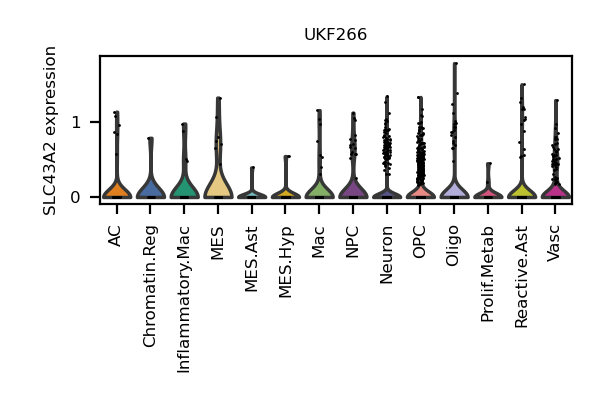 UKF266
SLC43A2 expression
1
0
AC
Chromatin.Reg
Inflammatory.Mac
MES
MES.Ast
MES.Hyp
Mac
NPC
Neuron
OPC
Oligo
Prolif.Metab
Reactive.Ast
Vasc